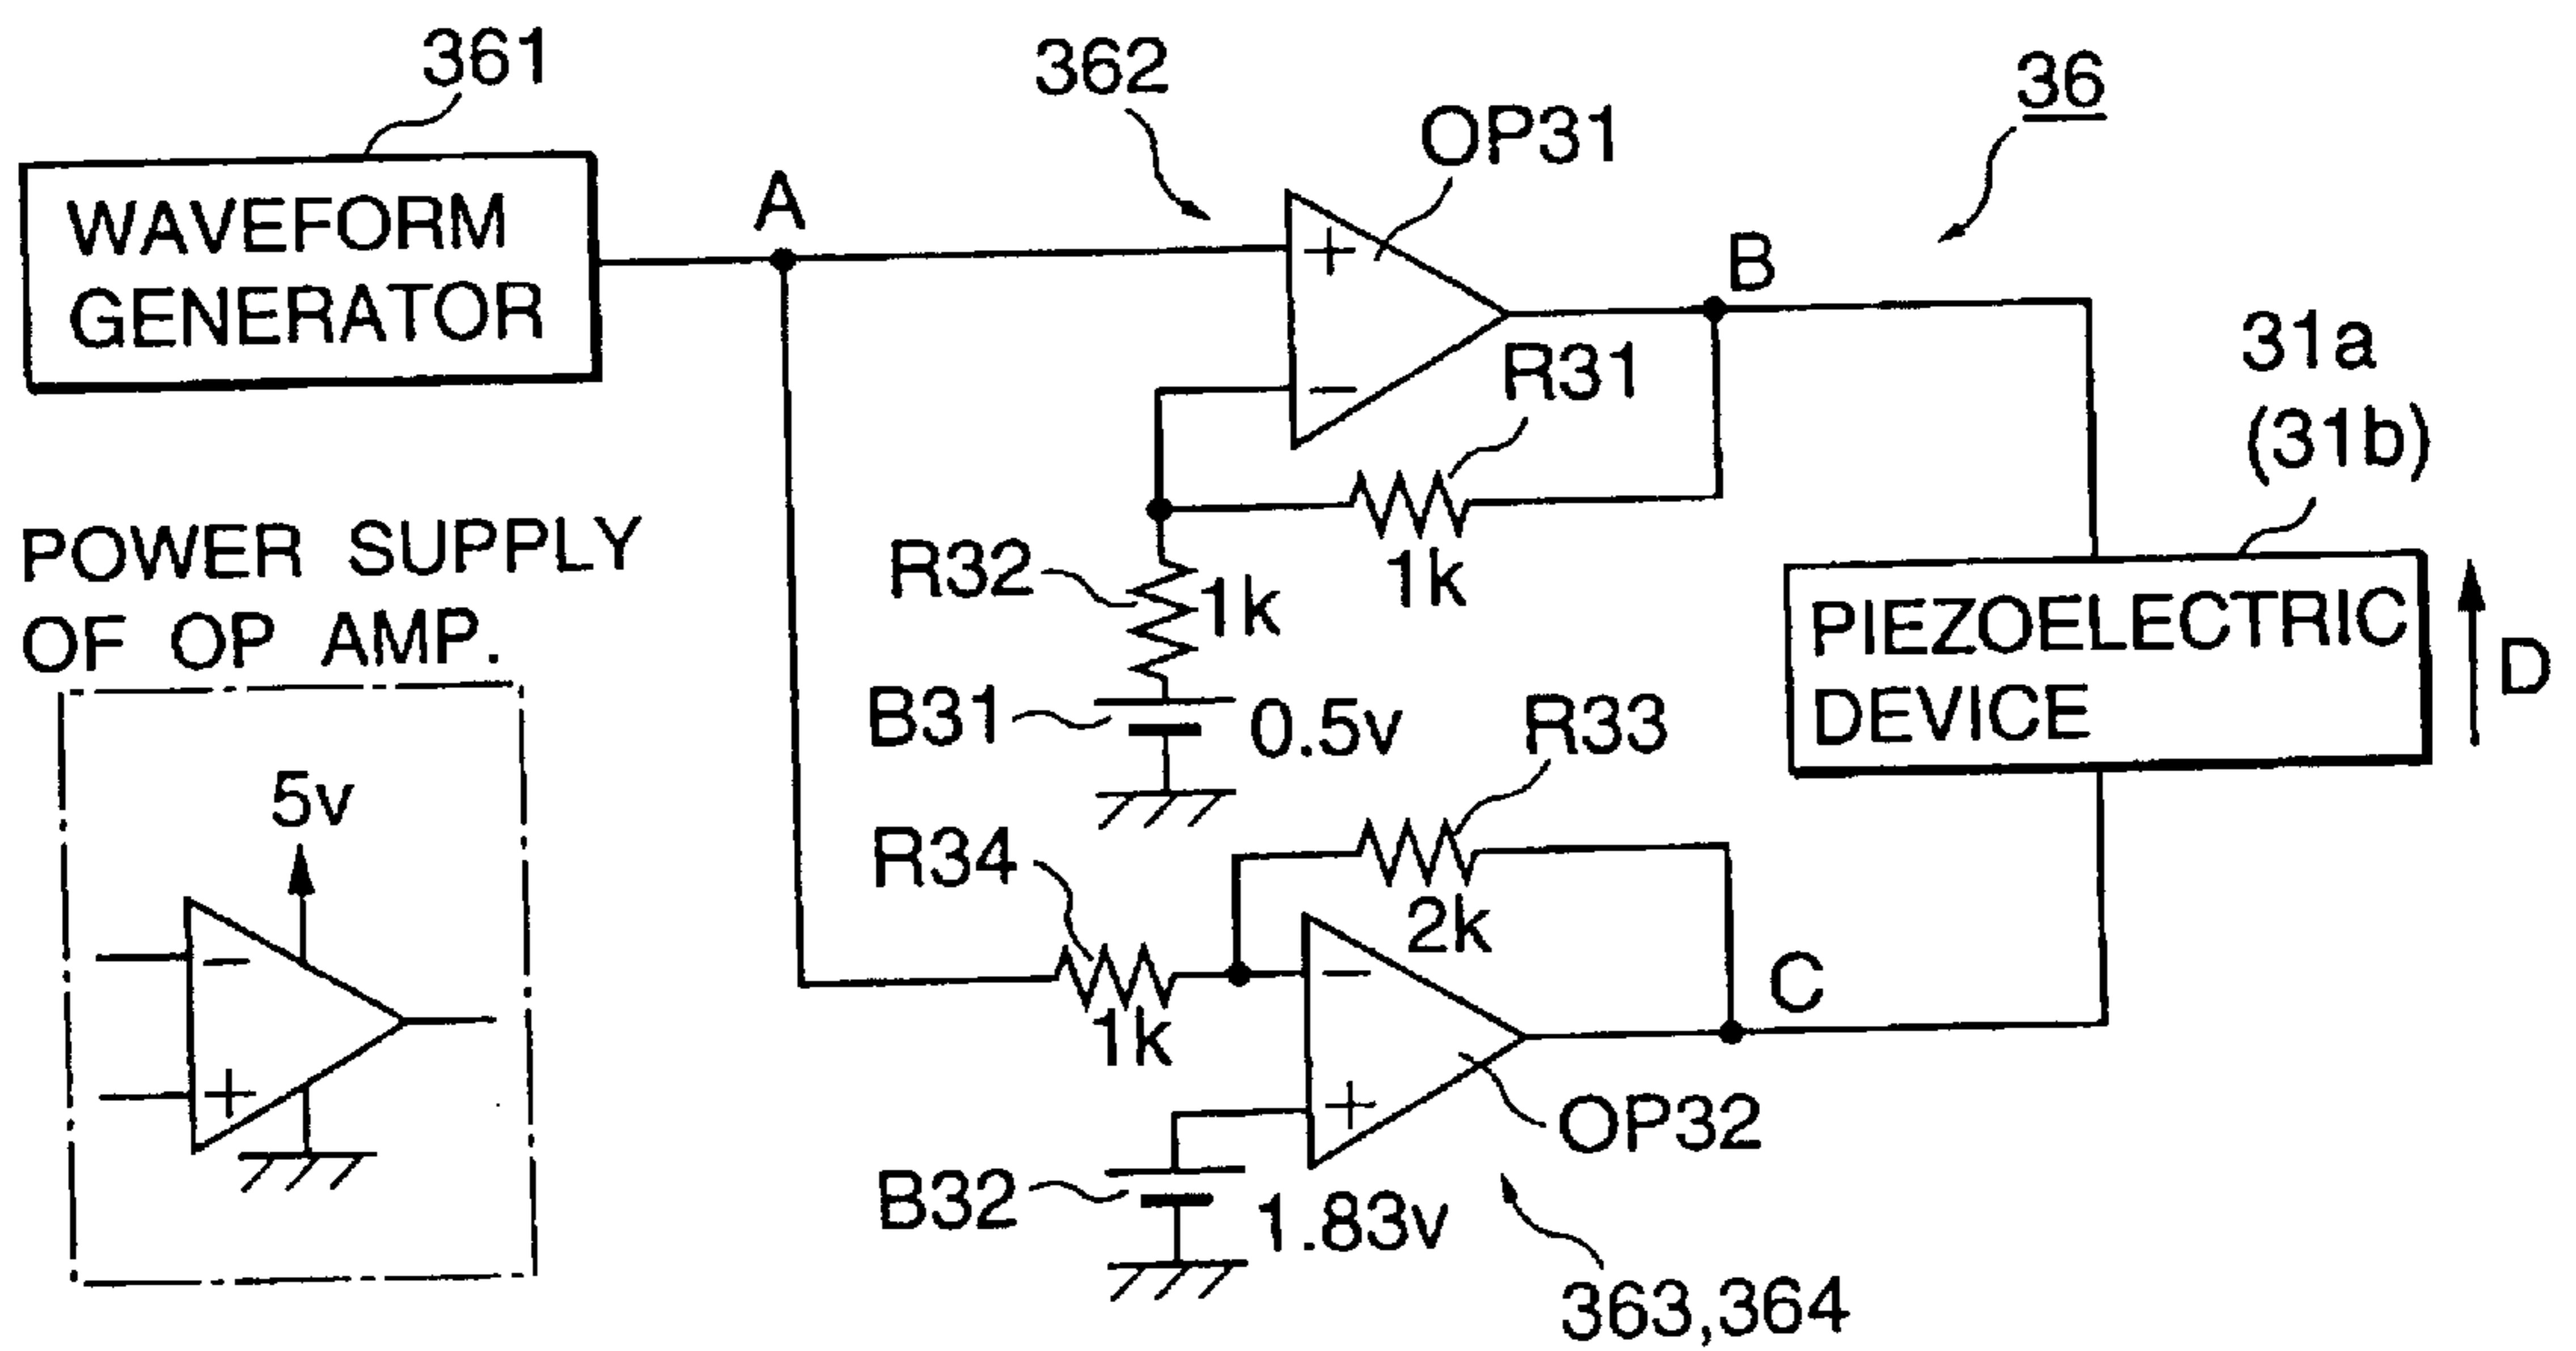 361
362
36
OP31
WAVEFORM
GENERATOR
A
+
−
B
R31
1k
31a
(31b)
POWER SUPPLY
OF OP AMP.
R32
1k
B31
0.5v
PIEZOELECTRIC
DEVICE
D
5v
−
+
R33
2k
R34
1k
−
+
C
OP32
B32
1.83v
363,364